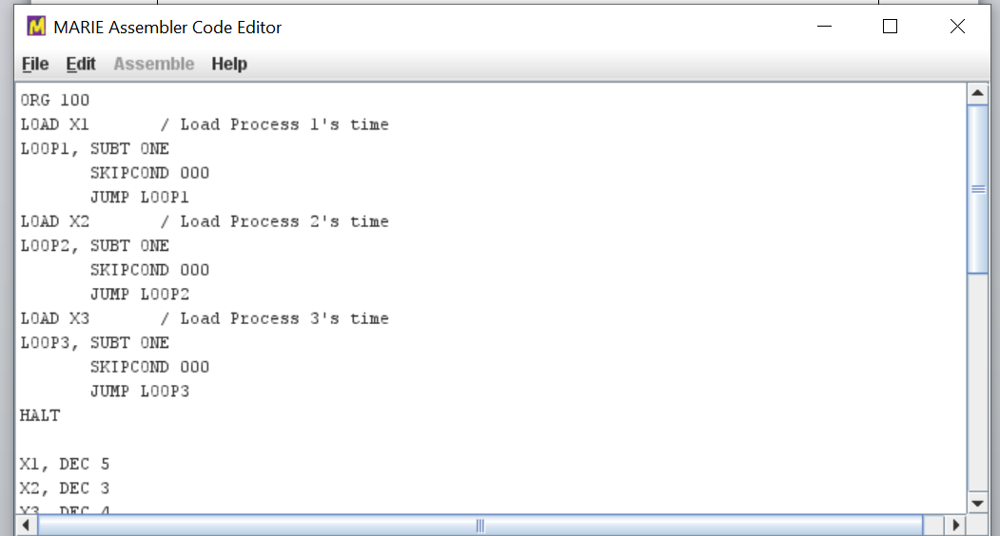 MARIE Assembler Code Editor
File Edit Assemble Help
ORG 100
LOAD X1 / Load Process 1's time
LOOP1, SUBT ONE
SKIPCOND 000
JUMP LOOP1
LOAD X2 / Load Process 2's time
LOOP2, SUBT ONE
SKIPCOND 000
JUMP LOOP2
LOAD X3 / Load Process 3's time
LOOP3, SUBT ONE
SKIPCOND 000
JUMP LOOP3
HALT
X1, DEC 5
X2, DEC 3
X3, DEC 4